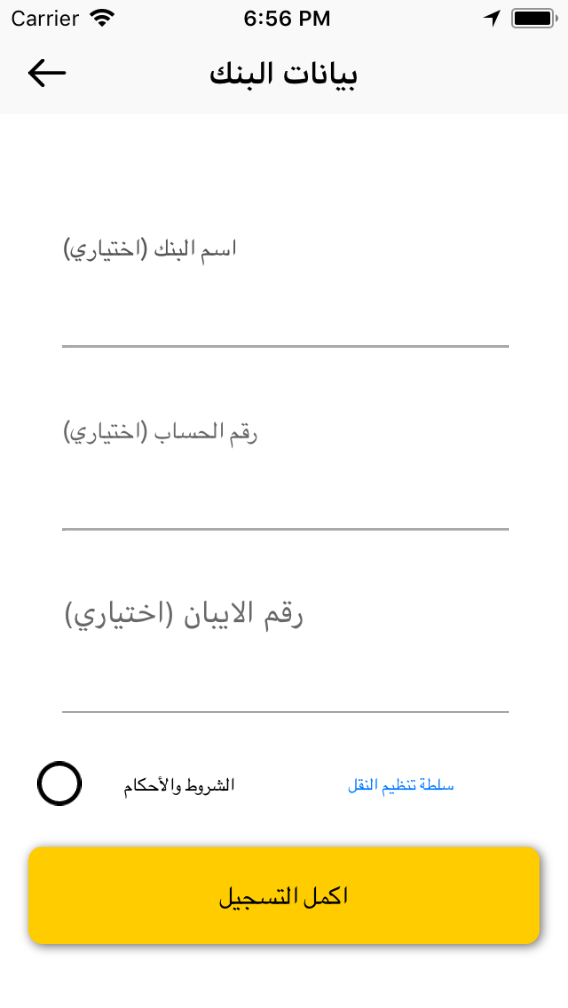 Carrier 6:56 PM
بيانات البنك
اسم البنك (اختياري)
رقم الحساب (اختياري)
رقم الايبان (اختياري)
الشروط والأحكام سلطة تنظيم النقل
اكمل التسجيل